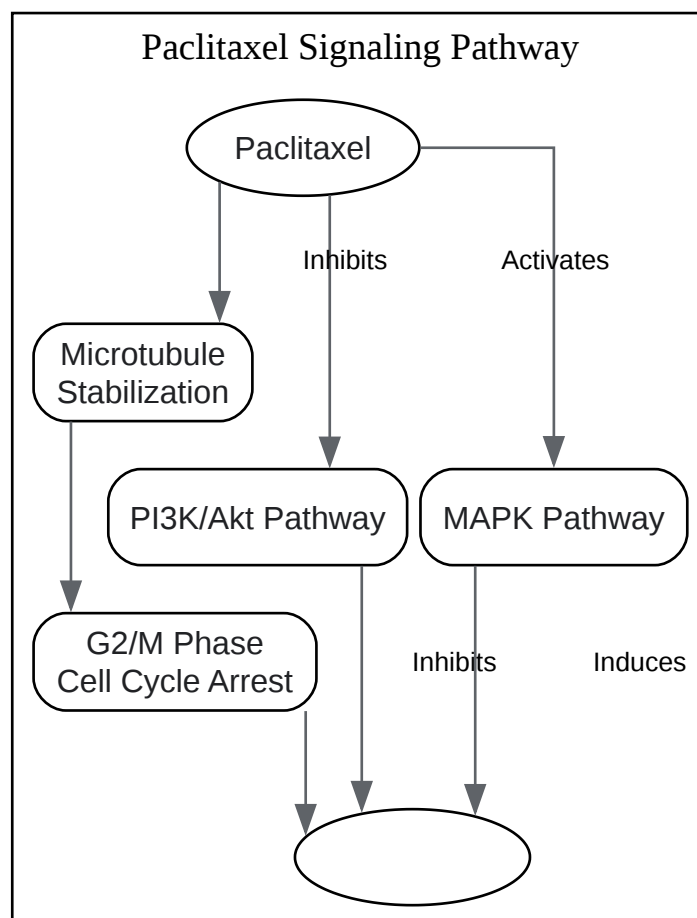 Paclitaxel Signaling Pathway
Paclitaxel
Inhibits
Activates
Microtubule
Stabilization
PI3K/Akt Pathway
MAPK Pathway
G2/M Phase
Cell Cycle Arrest
Inhibits
Induces